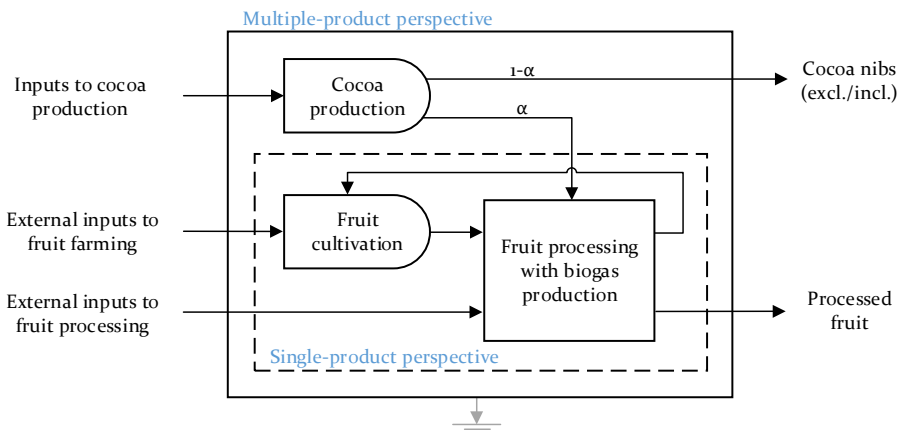 Multiple-product perspective
Inputs to cocoa
production
Cocoa
production
1-α
α
Cocoa nibs
(excl./incl.)
External inputs to
fruit farming
Fruit
cultivation
Fruit processing
with biogas
production
External inputs to
fruit processing
Processed
fruit
Single-product perspective